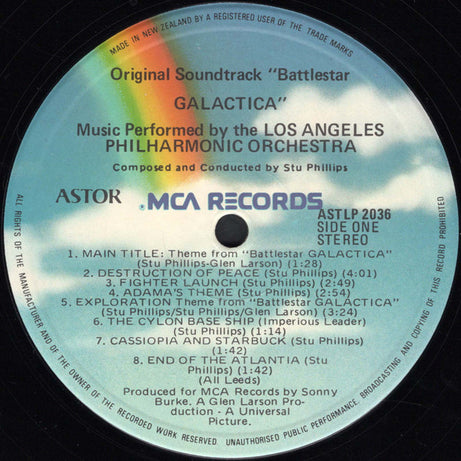 MADE IN NEW ZEALAND BY A REGISTERED USER OF THE TRADE MARKS
Original Soundtrack "Battlestar
GALACTICA"
Music Performed by the LOS ANGELES
PHILHARMONIC ORCHESTRA
Composed and Conducted by Stu Phillips
ASTOR
MCA RECORDS
ASTLP 2036
SIDE ONE
STEREO
1. MAIN TITLE: Theme from "Battlestar GALACTICA"
(Stu Phillips-Glen Larson) (1:28)
2. DESTRUCTION OF PEACE (Stu Phillips) (4:01)
3. FIGHTER LAUNCH (Stu Phillips) (2:49)
4. ADAMA'S THEME (Stu Phillips) (2:54)
5. EXPLORATION Theme from "Battlestar GALACTICA"
(Stu Phillips/Stu Phillips/Glen Larson) (3:24)
6. THE CYLON BASE SHIP (Imperious Leader)
(Stu Phillips) (1:14)
7. CASSIOPIA AND STARBUCK (Stu Phillips)
(1:42)
8. END OF THE ATLANTIA (Stu
Phillips) (1:42)
(All Leeds)
Produced for MCA Records by Sonny
Burke. A Glen Larson Pro-
duction - A Universal
Picture.
ALL RIGHTS OF THE MANUFACTURER AND OF THE OWNER OF THE RECORDED WORK RESERVED. UNAUTHORISED PUBLIC PERFORMANCE, BROADCASTING AND COPYING OF THIS RECORD PROHIBITED